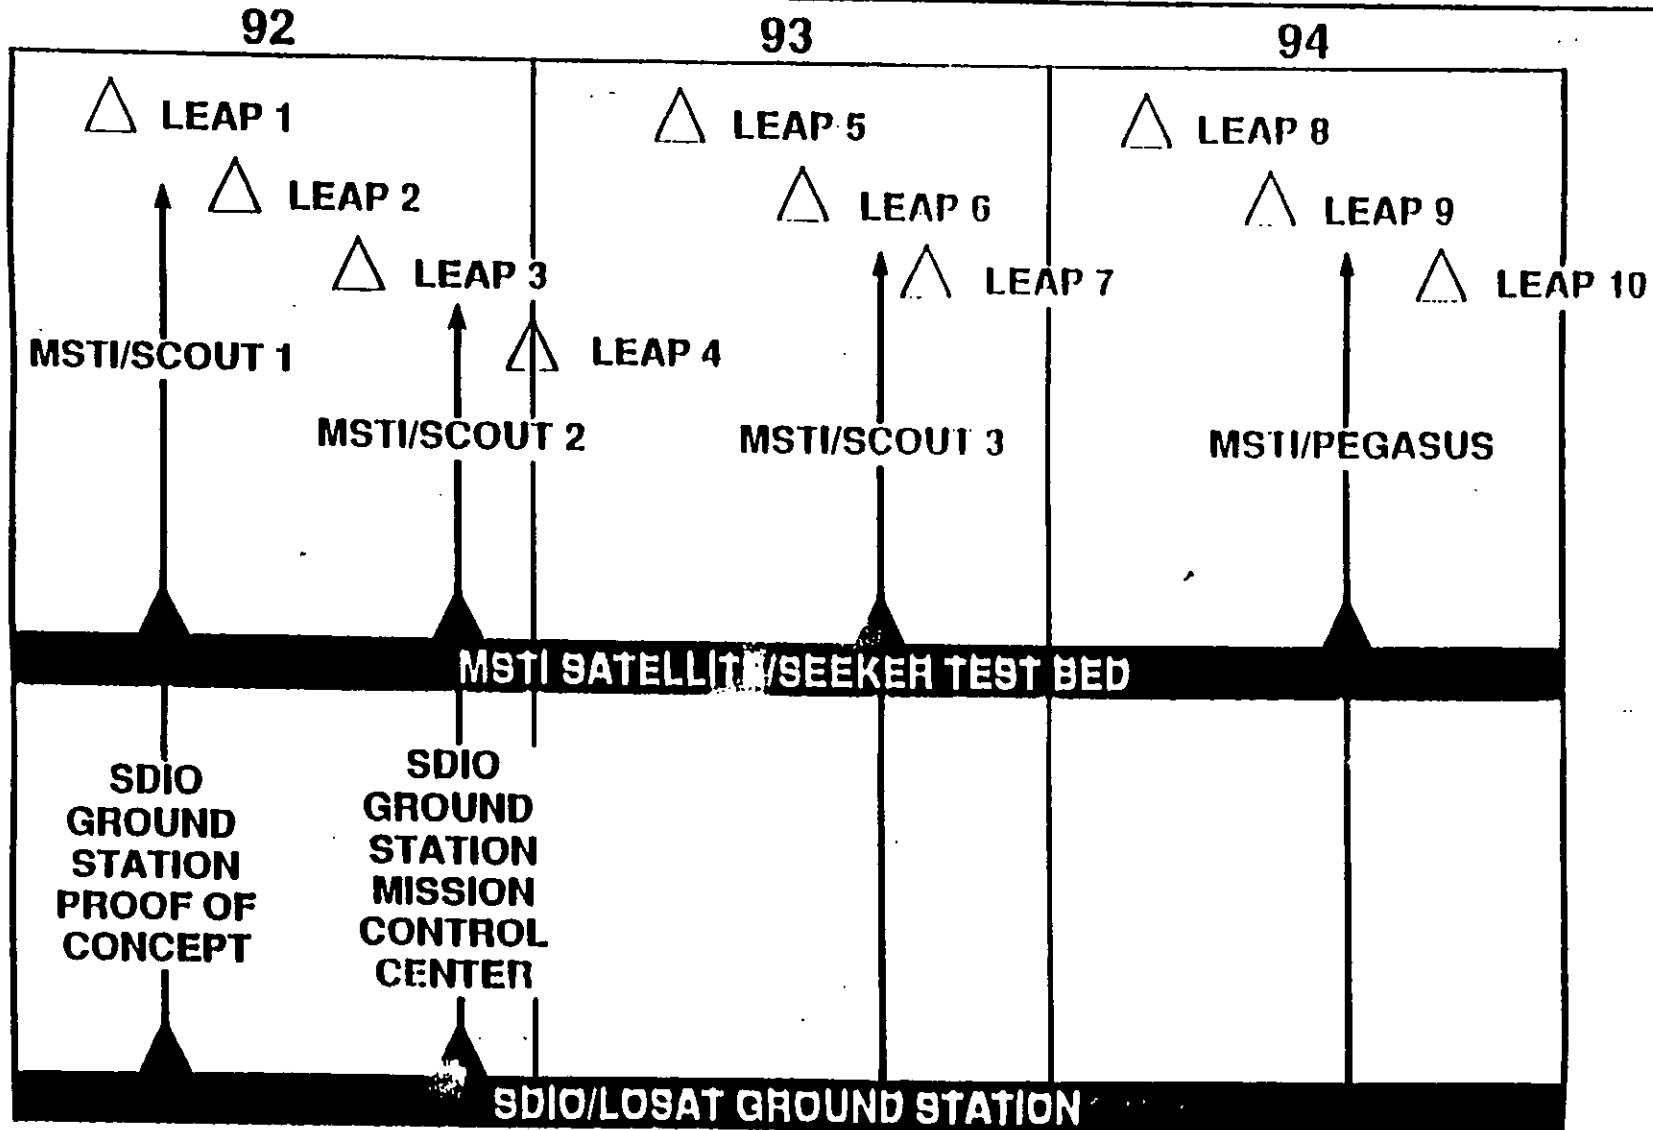 92
93
94
LEAP 1
LEAP 2
LEAP 3
LEAP 4
LEAP 5
LEAP 6
LEAP 7
LEAP 8
LEAP 9
LEAP 10
MSTI/SCOUT 1
MSTI/SCOUT 2
MSTI/SCOUT 3
MSTI/PEGASUS
MSTI SATELLITE/SEEKER TEST BED
SDIO
GROUND
STATION
PROOF OF
CONCEPT
SDIO
GROUND
STATION
MISSION
CONTROL
CENTER
SDIO/LOSAT GROUND STATION